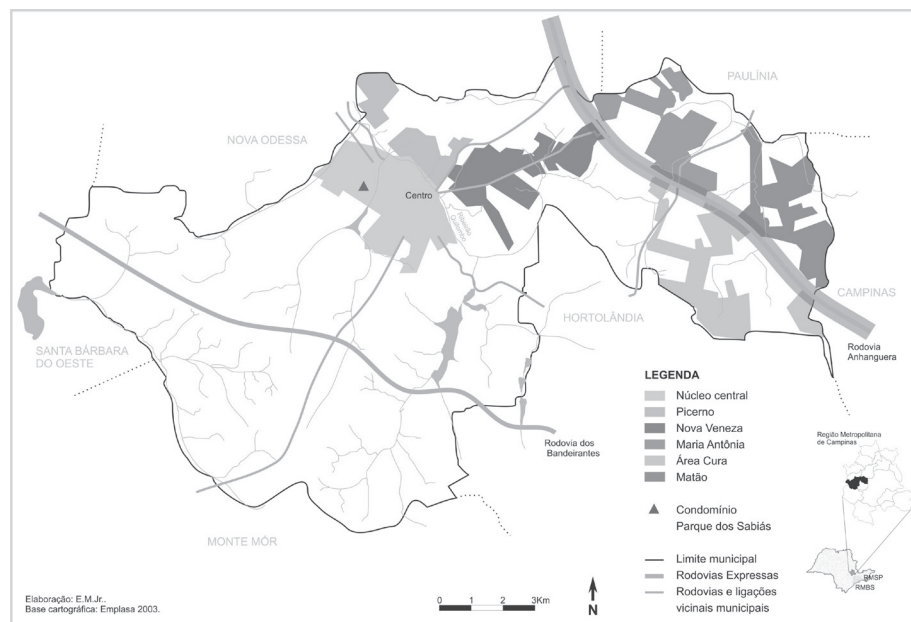 PAULÍNIA
NOVA ODESSA
Centro
Ribeirão
Quilombo
CAMPINAS
HORTOLÂNDIA
SANTA BÁRBARA
DO OESTE
Rodovia
Anhanguera
Rodovia dos
Bandeirantes
MONTE MÓR
LEGENDA
Núcleo central
Picerno
Nova Veneza
Maria Antônia
Área Cura
Matão
Condomínio
Parque dos Sabiás
Limite municipal
Rodovias Expressas
Rodovias e ligações
vicinais municipais
Região Metropolitana
de Campinas
RMSP
RMBS
Elaboração: E.M.Jr..
Base cartográfica: Emplasa 2003.
0 1 2 3Km
N